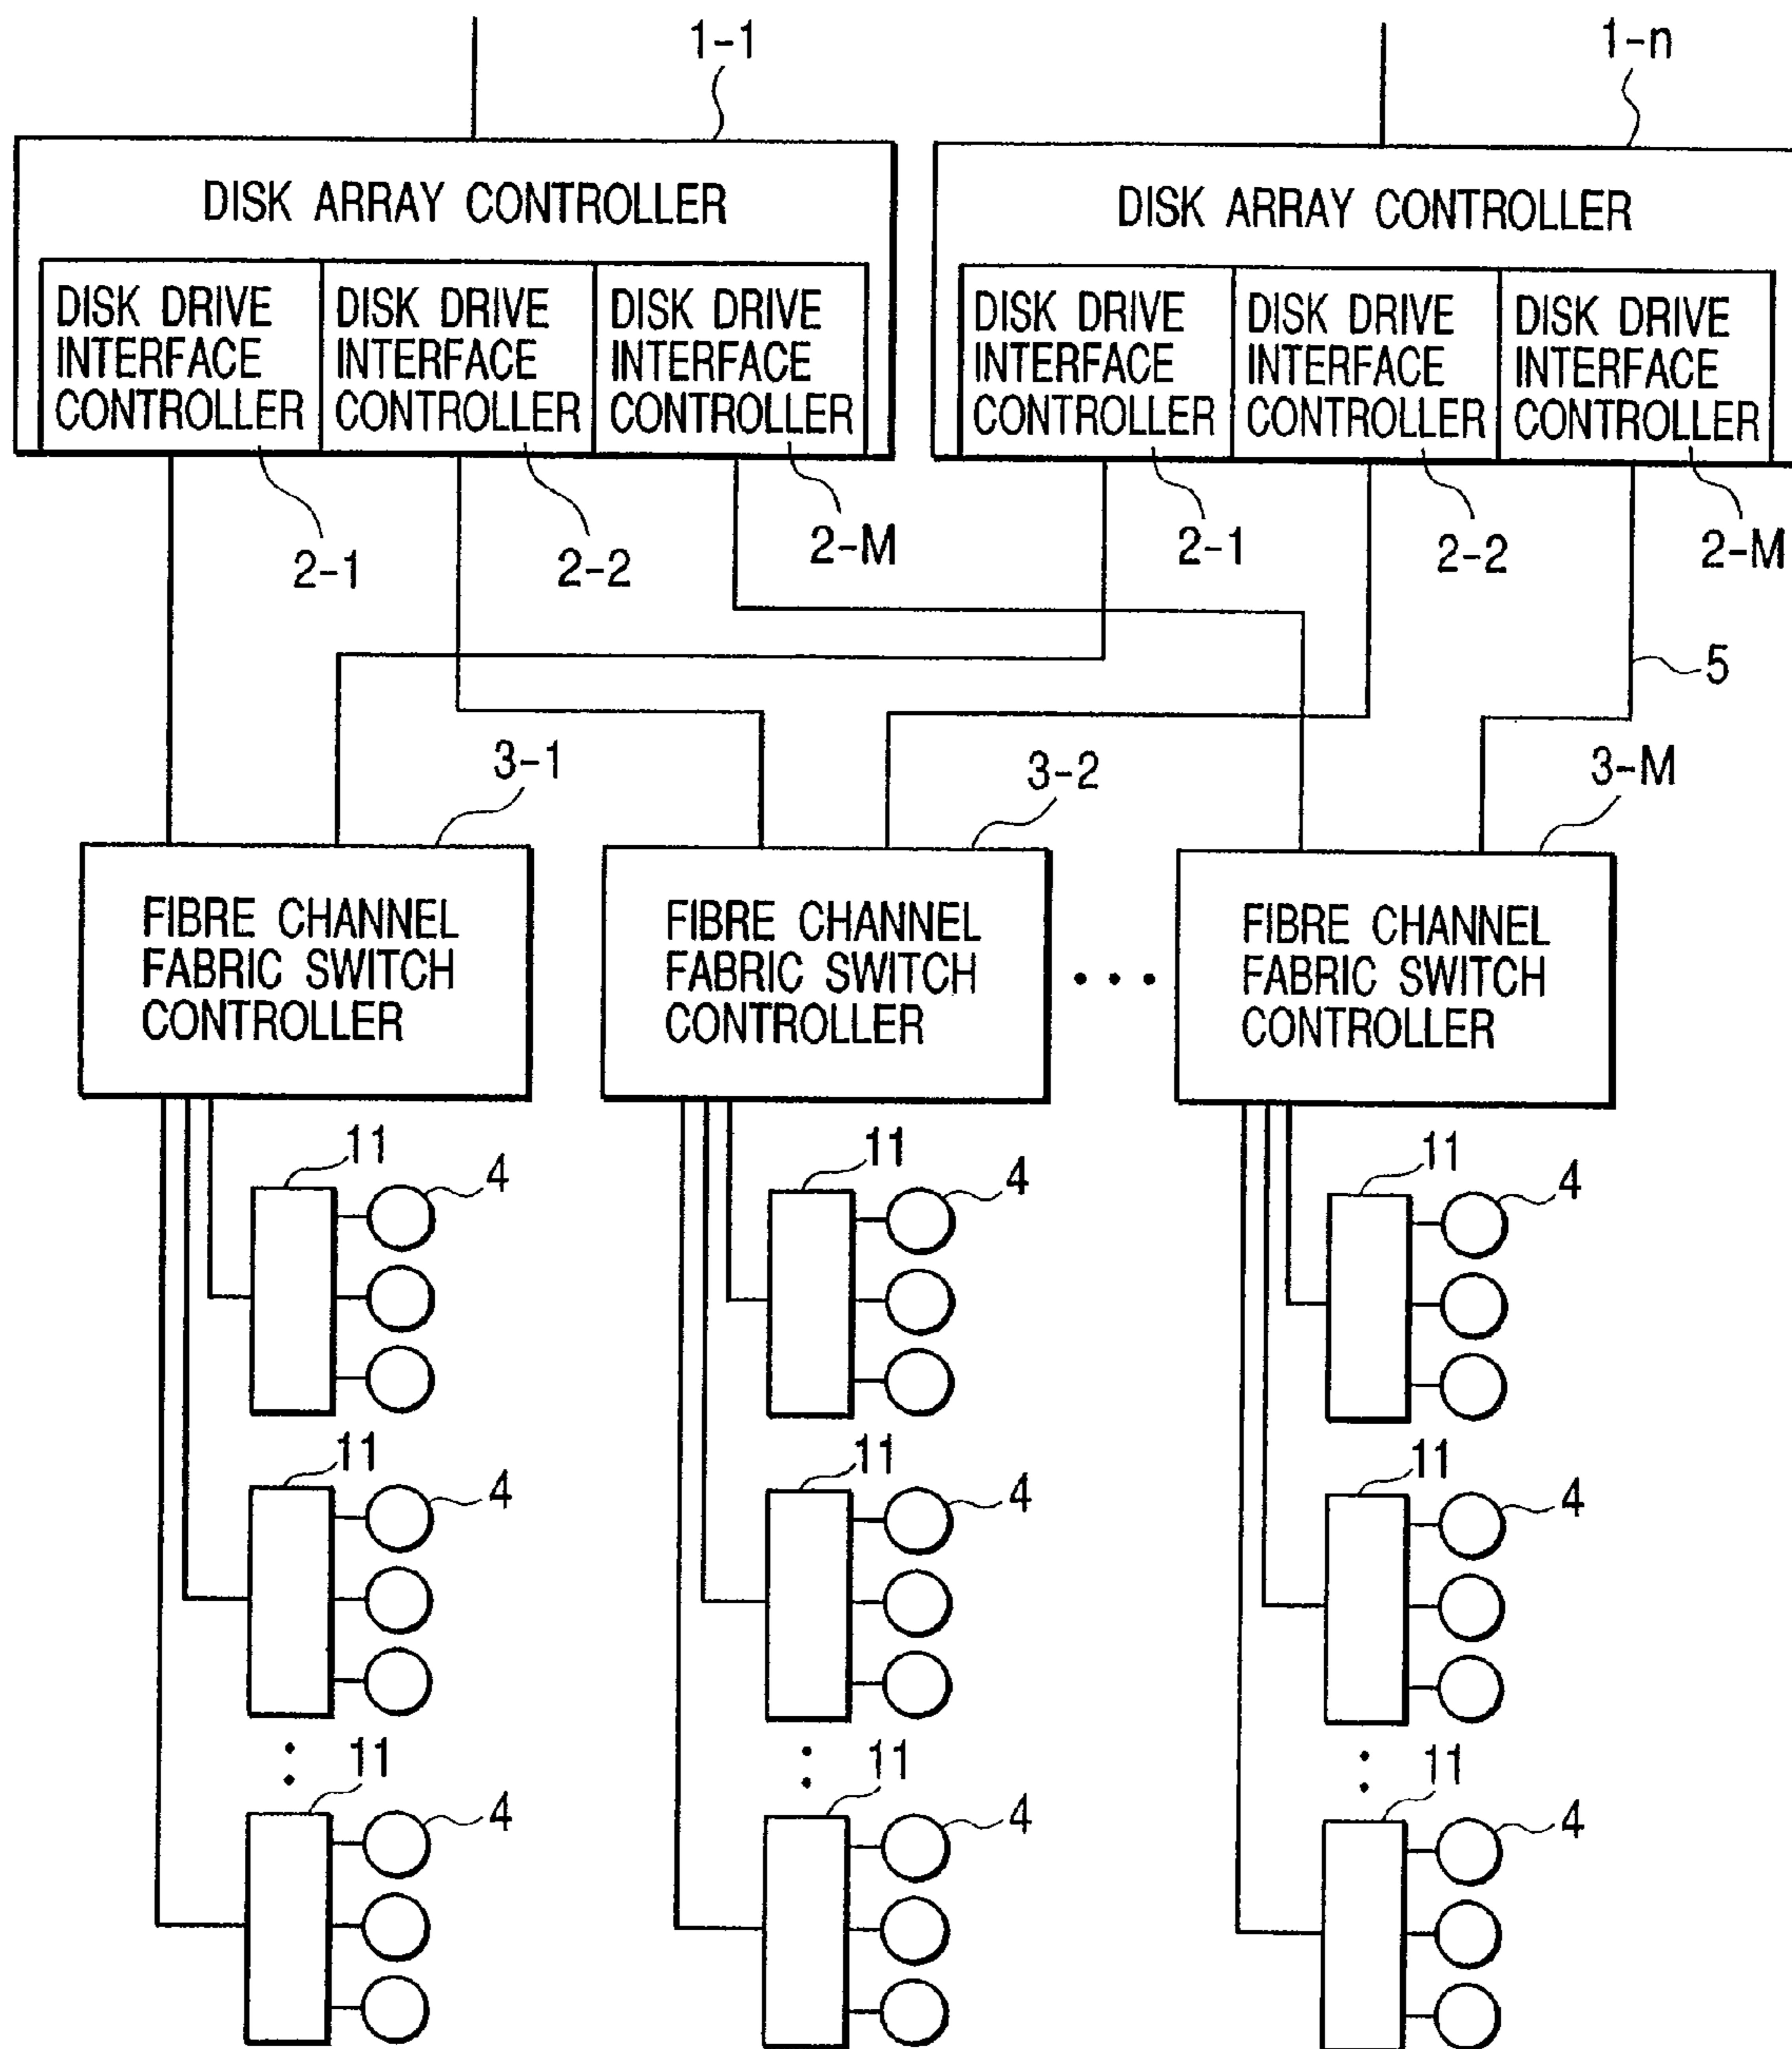 1-1
1-n
DISK ARRAY CONTROLLER
DISK ARRAY CONTROLLER
DISK DRIVE
INTERFACE
CONTROLLER
DISK DRIVE
INTERFACE
CONTROLLER
DISK DRIVE
INTERFACE
CONTROLLER
DISK DRIVE
INTERFACE
CONTROLLER
DISK DRIVE
INTERFACE
CONTROLLER
DISK DRIVE
INTERFACE
CONTROLLER
2-1
2-2
2-M
2-1
2-2
2-M
5
3-1
3-2
3-M
FIBRE CHANNEL
FABRIC SWITCH
CONTROLLER
FIBRE CHANNEL
FABRIC SWITCH
CONTROLLER
• • •
FIBRE CHANNEL
FABRIC SWITCH
CONTROLLER
11
4
11
4
11
4
11
4
11
4
11
4
11
4
11
4
11
4